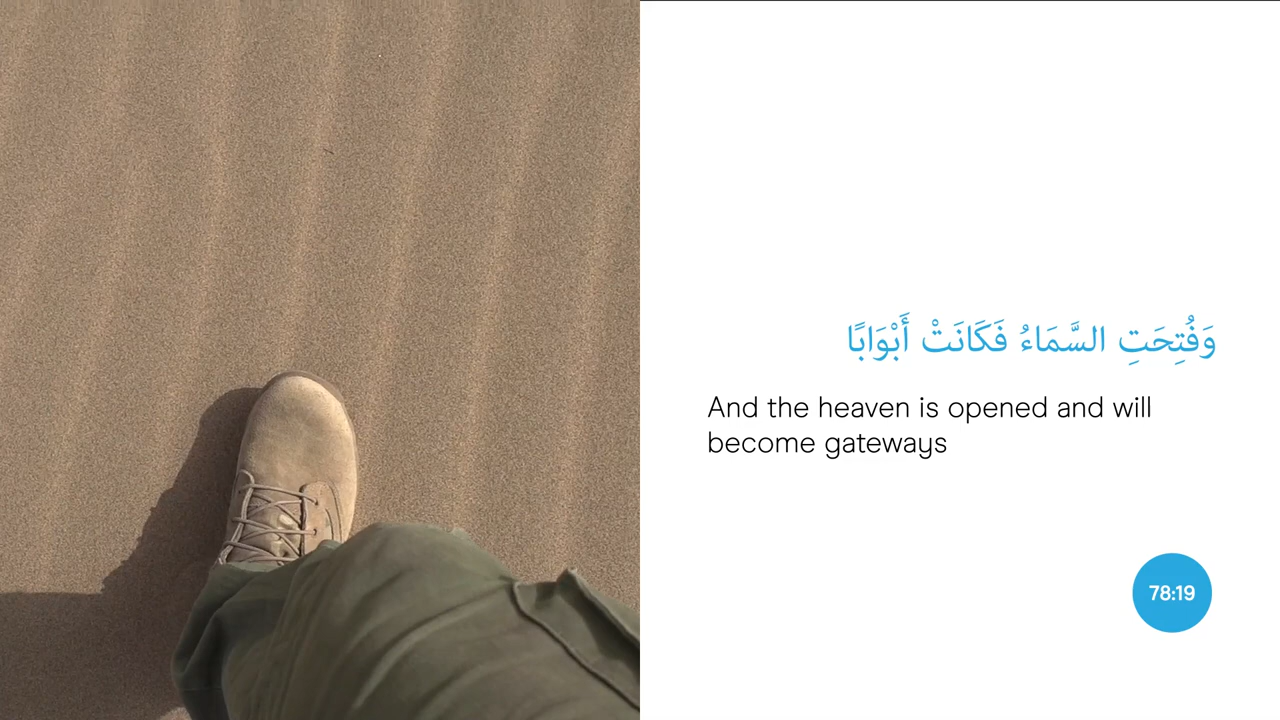 وَفُتِحَتِ السَّمَاءُ فَكَانَتْ أَبْوَابًا
And the heaven is opened and will
become gateways
78:19